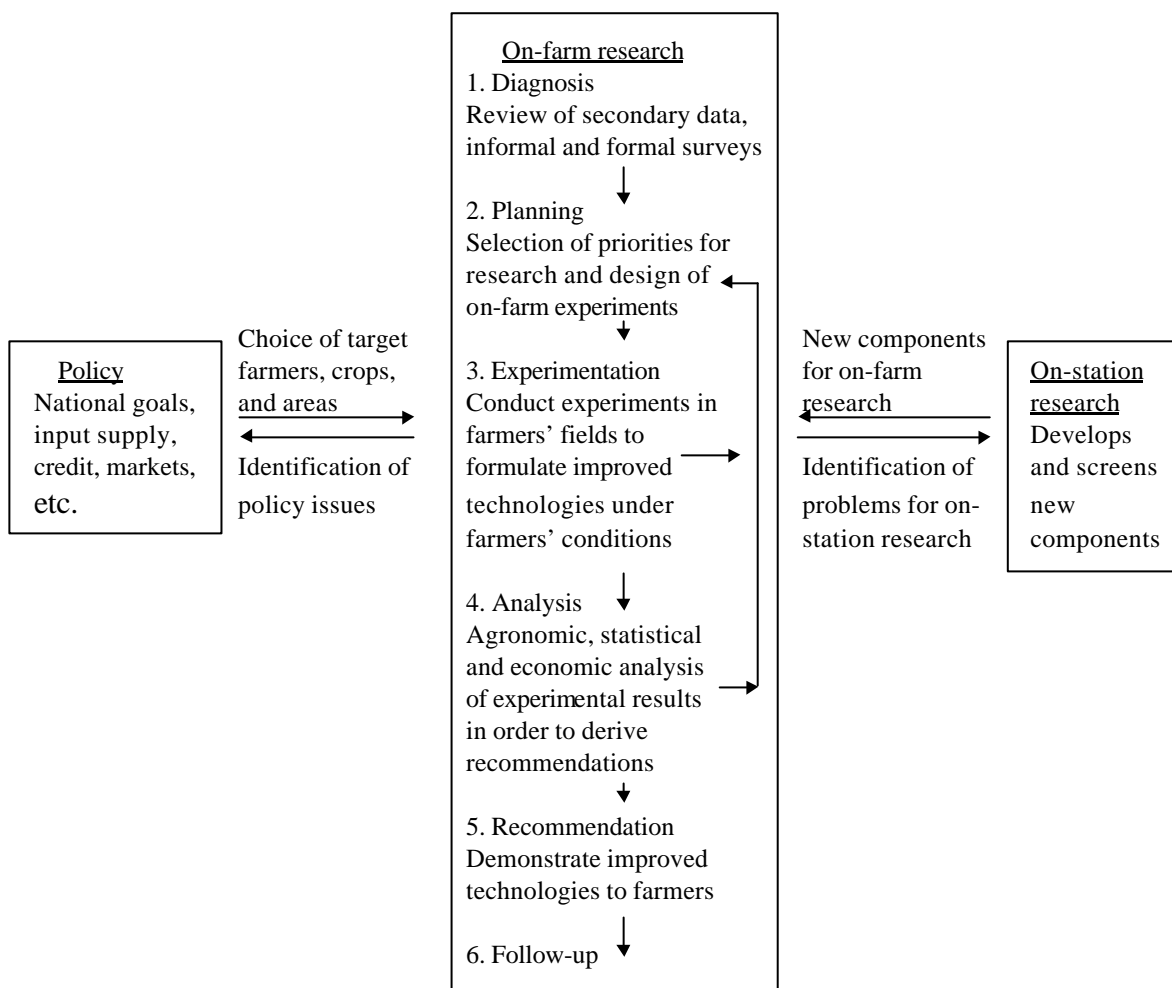 On-farm research
1. Diagnosis
Review of secondary data,
informal and formal surveys
2. Planning
Selection of priorities for
research and design of
on-farm experiments
3. Experimentation
Conduct experiments in
farmers’ fields to
formulate improved
technologies under
farmers’ conditions
4. Analysis
Agronomic, statistical
and economic analysis
of experimental results
in order to derive
recommendations
5. Recommendation
Demonstrate improved
technologies to farmers
6. Follow-up
Policy
National goals,
input supply,
credit, markets,
etc.
Choice of target
farmers, crops,
and areas
Identification of
policy issues
New components
for on-farm
research
Identification of
problems for on-
station research
On-station
research
Develops
and screens
new
components